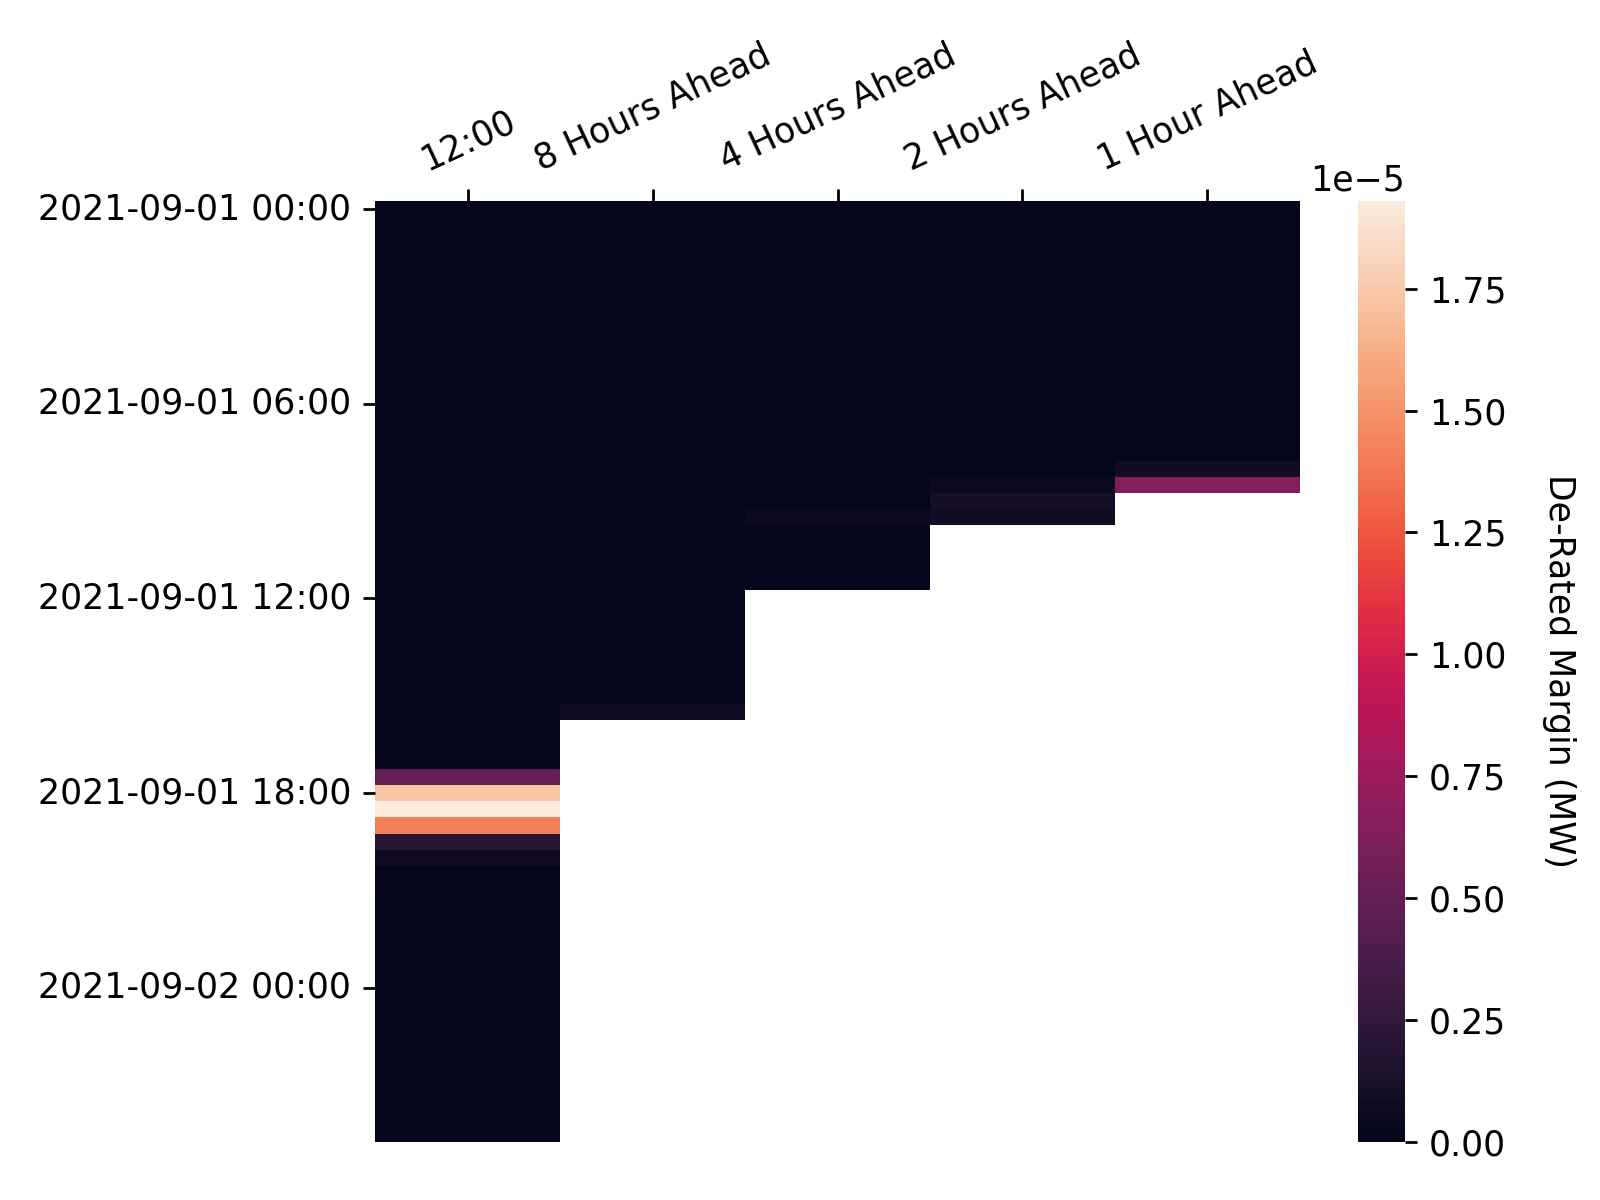 12:00
8 Hours Ahead
4 Hours Ahead
2 Hours Ahead
1 Hour Ahead
1e−5
2021-09-01 00:00
2021-09-01 06:00
2021-09-01 12:00
2021-09-01 18:00
2021-09-02 00:00
1.75
1.50
1.25
1.00
0.75
0.50
0.25
0.00
De-Rated Margin (MW)